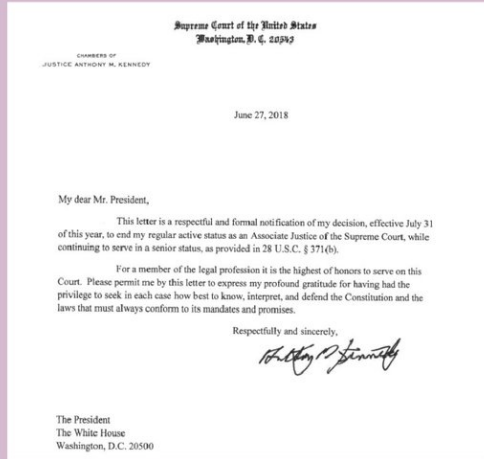 Supreme Court of the United States
Washington, D. C. 20543
CHAMBERS OF
JUSTICE ANTHONY M. KENNEDY
June 27, 2018
My dear Mr. President,
This letter is a respectful and formal notification of my decision, effective July 31
of this year, to end my regular active status as an Associate Justice of the Supreme Court, while
continuing to serve in a senior status, as provided in 28 U.S.C. § 371(b).
For a member of the legal profession it is the highest of honors to serve on this
Court. Please permit me by this letter to express my profound gratitude for having had the
privilege to seek in each case how best to know, interpret, and defend the Constitution and the
laws that must always conform to its mandates and promises.
Respectfully and sincerely,
Anthony M Kennedy
The President
The White House
Washington, D.C. 20500